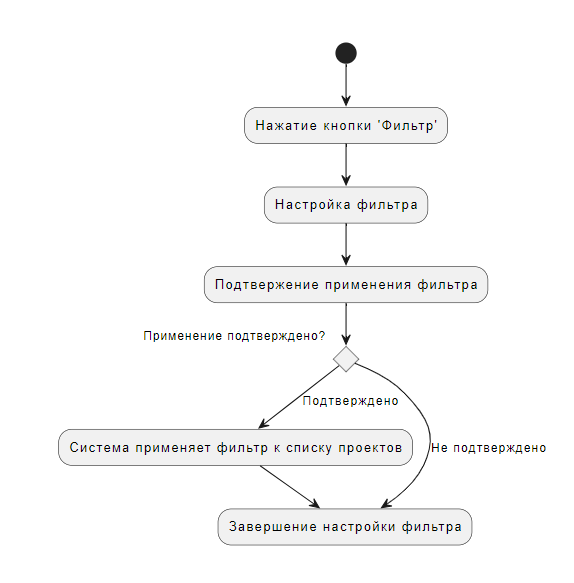 Нажатие кнопки 'Фильтр'
Настройка фильтра
Подтвержение применения фильтра
Применение подтверждено?
Подтверждено
Система применяет фильтр к списку проектов
Не подтверждено
Завершение настройки фильтра